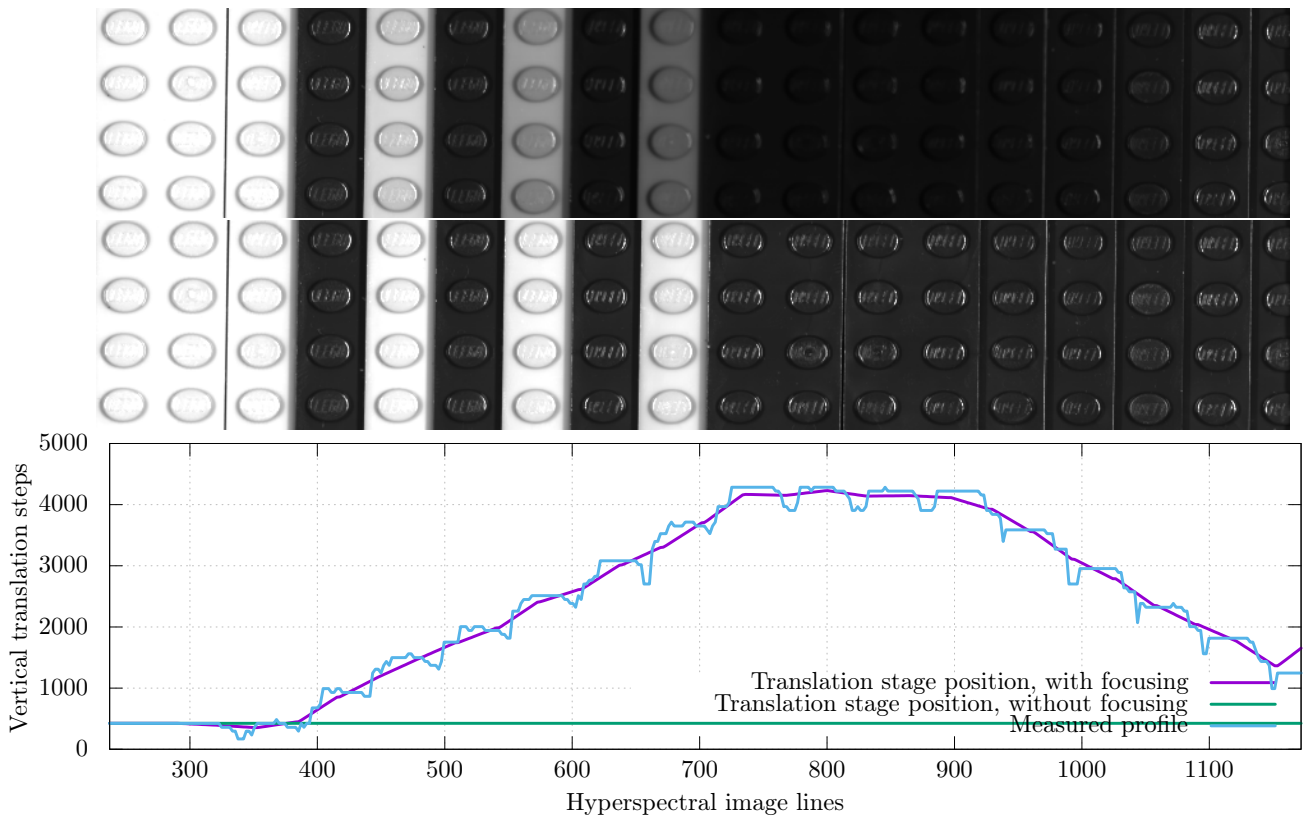 5000
4000
3000
2000
1000
0
Vertical translation steps
Translation stage position, with focusing
Translation stage position, without focusing
Measured profile
300 400 500 600 700 800 900 1000 1100
Hyperspectral image lines